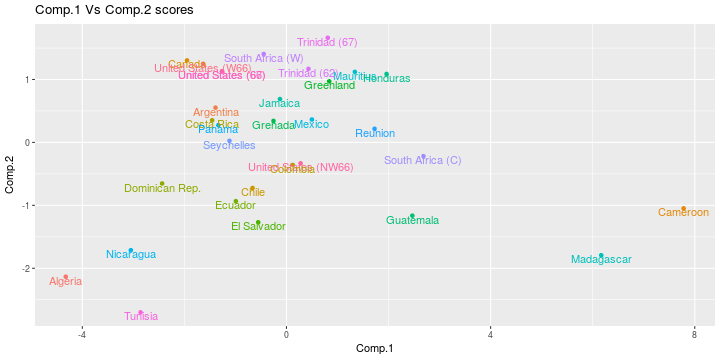 Comp.1 Vs Comp.2 scores
Trinidad (67)
South Africa (W)
Canada
United States (W66)
Trinidad (62)
United States (66)
Mauritius
Honduras
Greenland
Jamaica
Argentina
Costa Rica
Panama
Grenada
Mexico
Reunion
Seychelles
South Africa (C)
United States (NW66)
Colombia
Dominican Rep.
Chile
Ecuador
El Salvador
Guatemala
Cameroon
Nicaragua
Madagascar
Algeria
Tunisia
1
0
-1
-2
Comp.2
-4
0
4
8
Comp.1